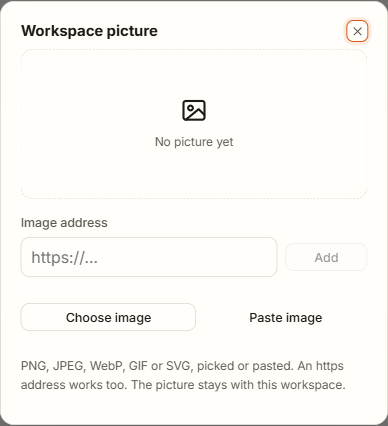 Workspace picture
No picture yet
Image address
https://...
Add
Choose image
Paste image
PNG, JPEG, WebP, GIF or SVG, picked or pasted. An https
address works too. The picture stays with this workspace.